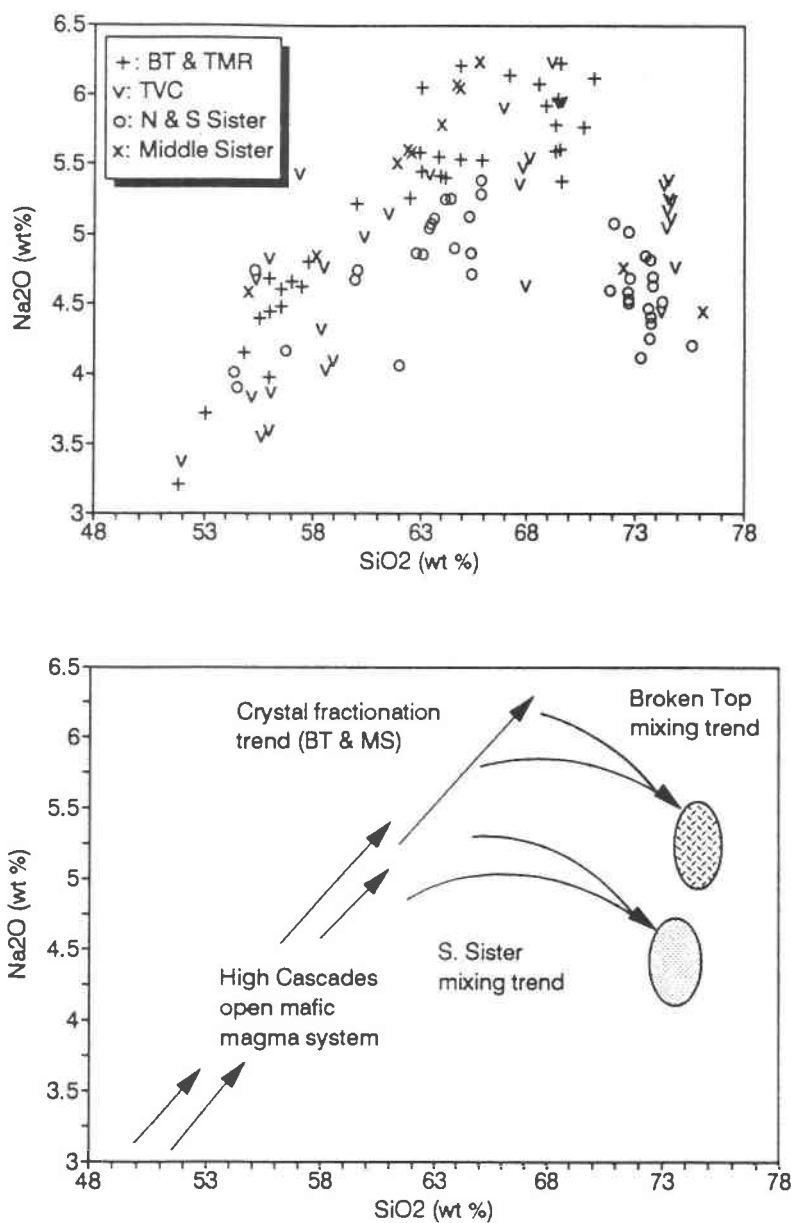 6.5
6
5.5
5
4.5
4
3.5
3
Na2O (wt%)
+: BT & TMR
v: TVC
o: N & S Sister
x: Middle Sister
48 53 58 63 68 73 78
SiO2 (wt %)
6.5
6
5.5
5
4.5
4
3.5
3
Na2O (wt %)
Crystal fractionation
trend (BT & MS)
Broken Top
mixing trend
S. Sister
mixing trend
High Cascades
open mafic
magma system
48 53 58 63 68 73 78
SiO2 (wt %)